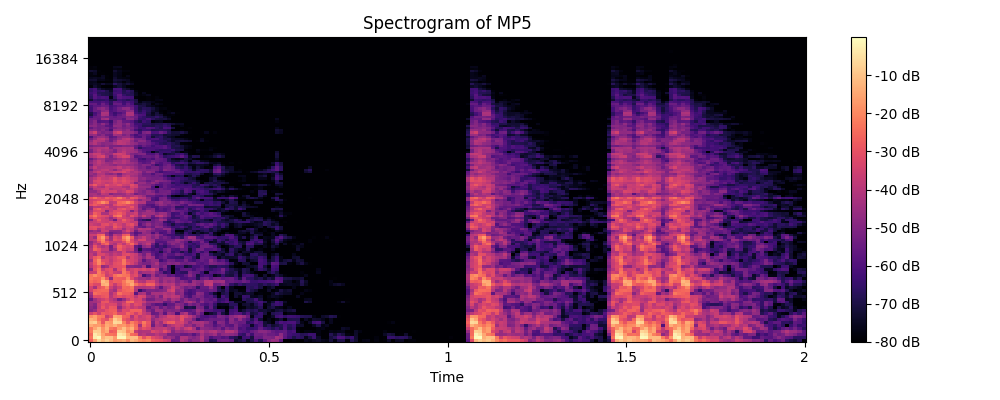 Spectrogram of MP5
Hz
16384
8192
4096
2048
1024
512
0
0
0.5
1
1.5
2
Time
-10 dB
-20 dB
-30 dB
-40 dB
-50 dB
-60 dB
-70 dB
-80 dB